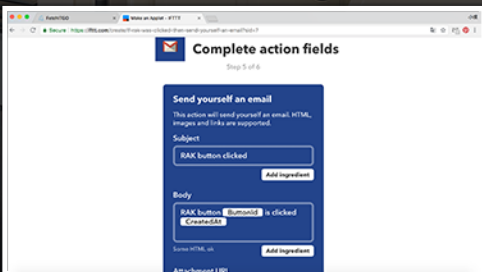 Make an Applet - IFTTT
Secure
Complete action fields
Step 5 of 6
Send yourself an email
This action will send yourself an email. HTML,
images and links are supported.
Subject
RAK button clicked
Add ingredient
Body
RAK button ButtonId is clicked
CreatedAt
Some HTML ok
Add ingredient
Attachment URL